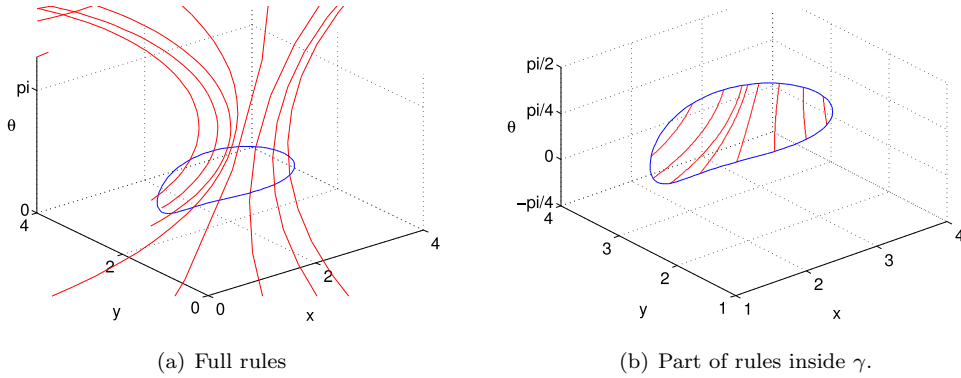 pi
θ
0
4
2
0
y
0
2
4
x
(a) Full rules
pi/2
pi/4
θ
0
−pi/4
4
3
2
1
y
1
2
3
4
x
(b) Part of rules inside γ.